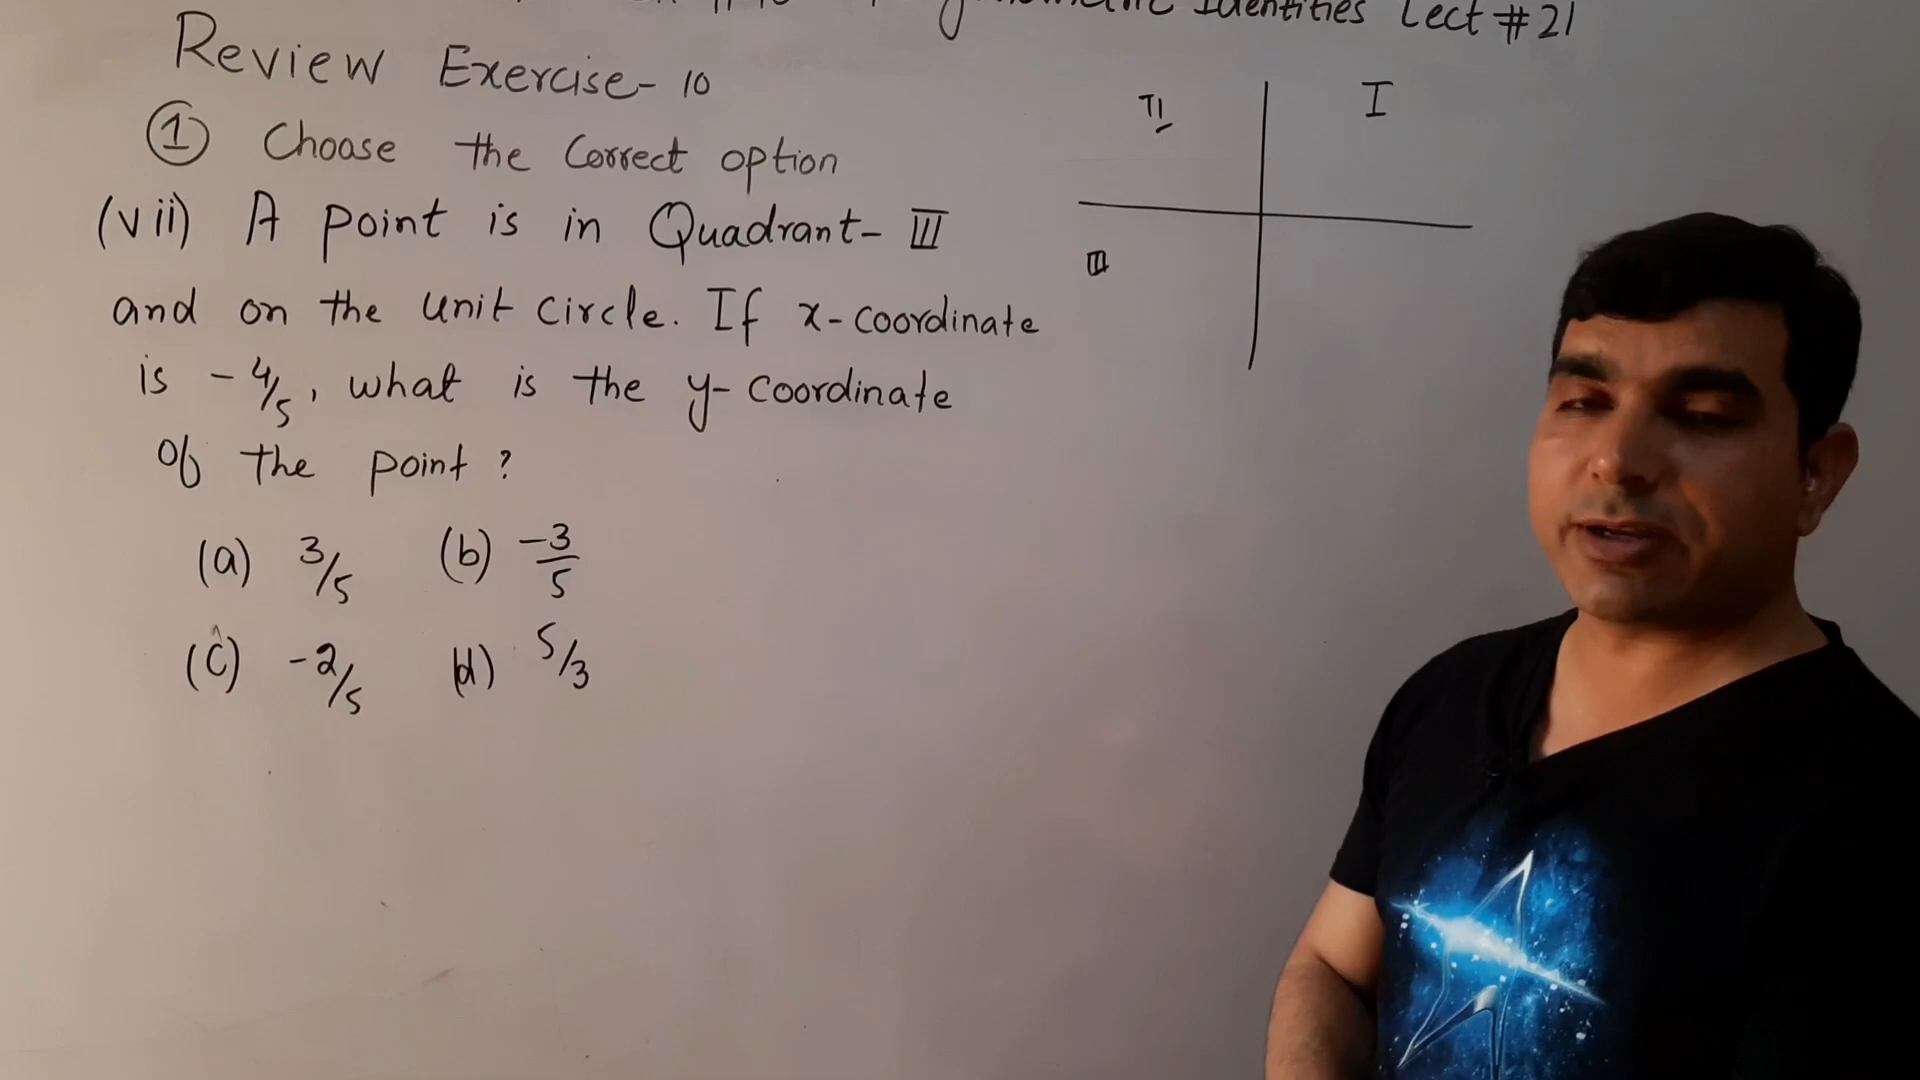 Identities Lect #21
Review Exercise-10
① Choose the Correct option
(vii) A point is in Quadrant-III
and on the unit circle. If x-coordinate
is -4/5, what is the y-coordinate
of the point?
(a) 3/5 (b) -3/5
(c) -2/5 (d) 5/3
II I
III